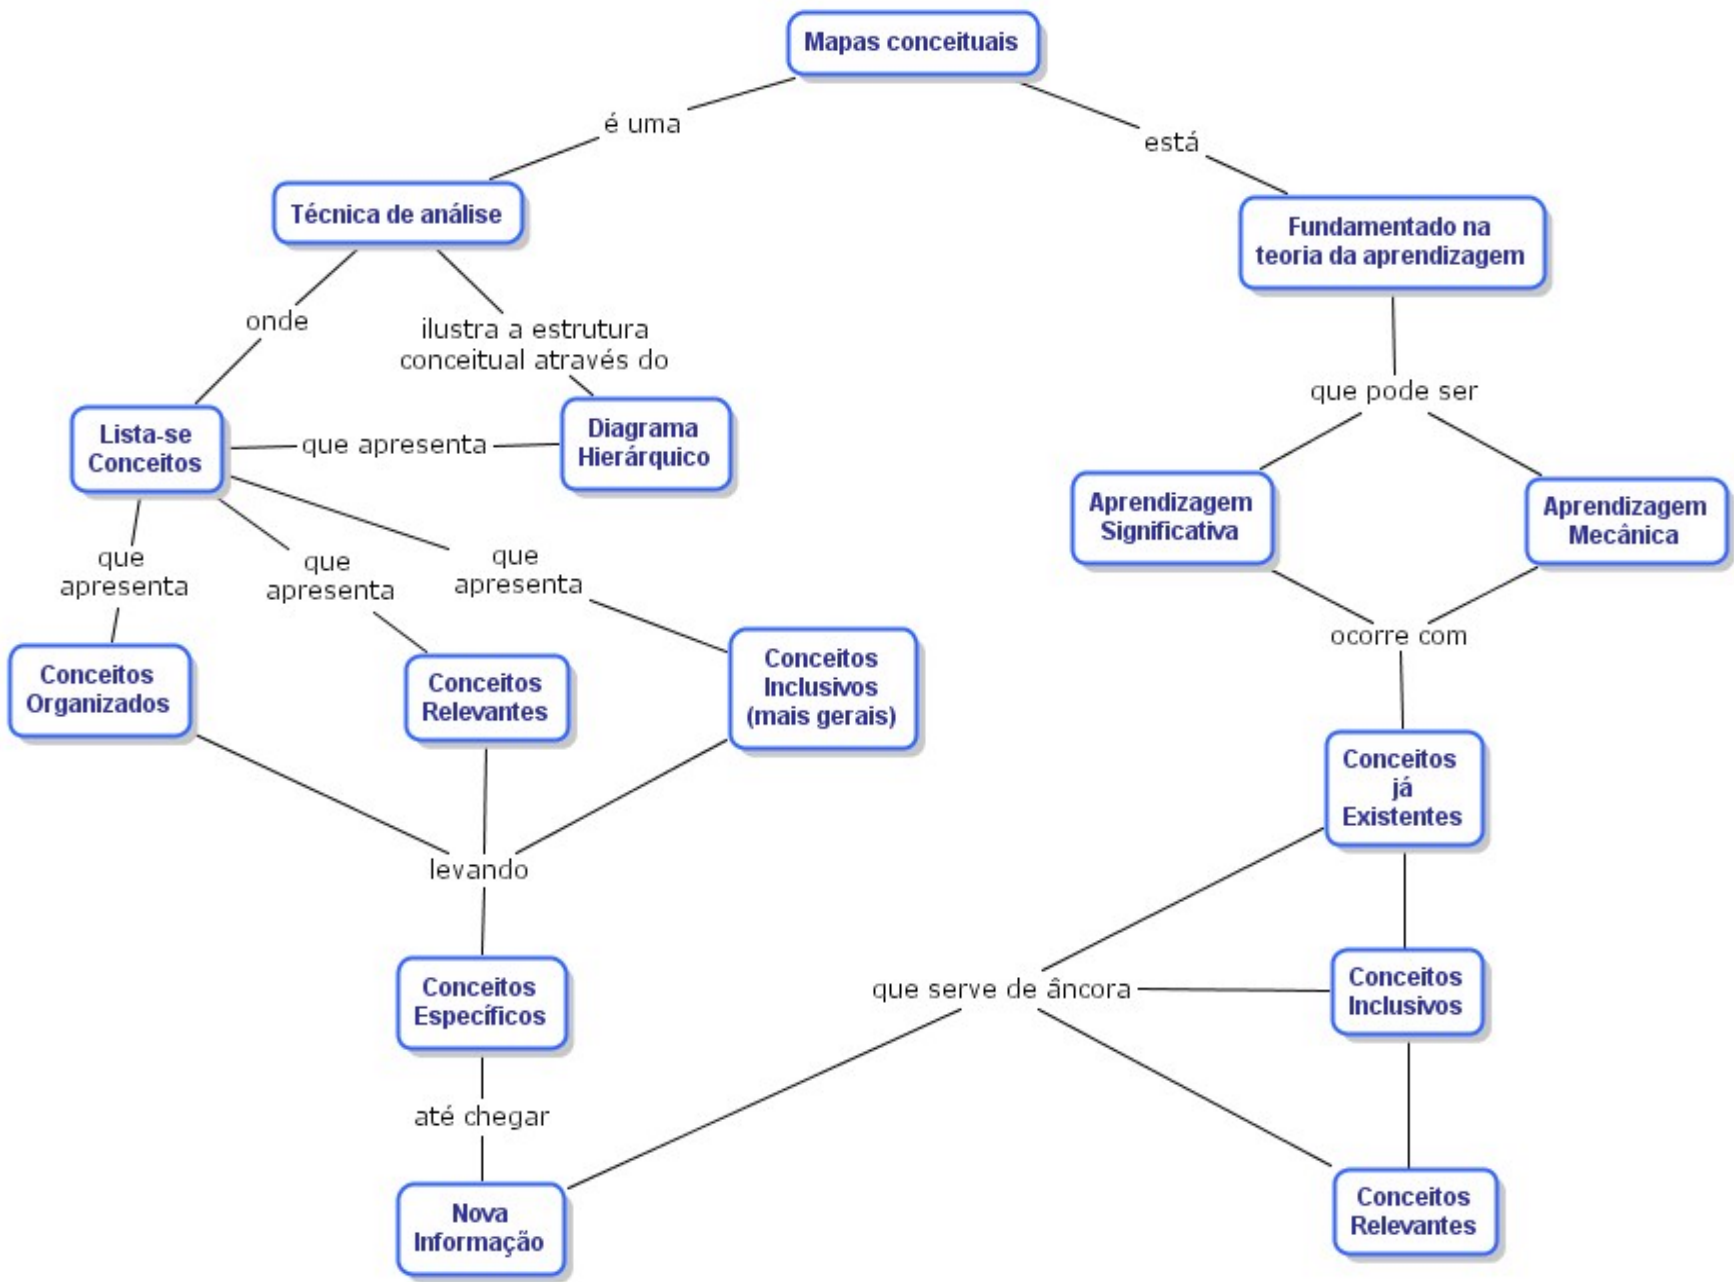 Mapas conceituais
é uma
está
Técnica de análise
Fundamentado na
teoria da aprendizagem
onde
ilustra a estrutura
conceitual através do
que pode ser
Lista-se
Conceitos
que apresenta
Diagrama
Hierárquico
Aprendizagem
Significativa
Aprendizagem
Mecânica
que
apresenta
que
apresenta
que
apresenta
ocorre com
Conceitos
Organizados
Conceitos
Relevantes
Conceitos
Inclusivos
(mais gerais)
Conceitos
já
Existentes
levando
Conceitos
Específicos
que serve de âncora
Conceitos
Inclusivos
até chegar
Nova
Informação
Conceitos
Relevantes